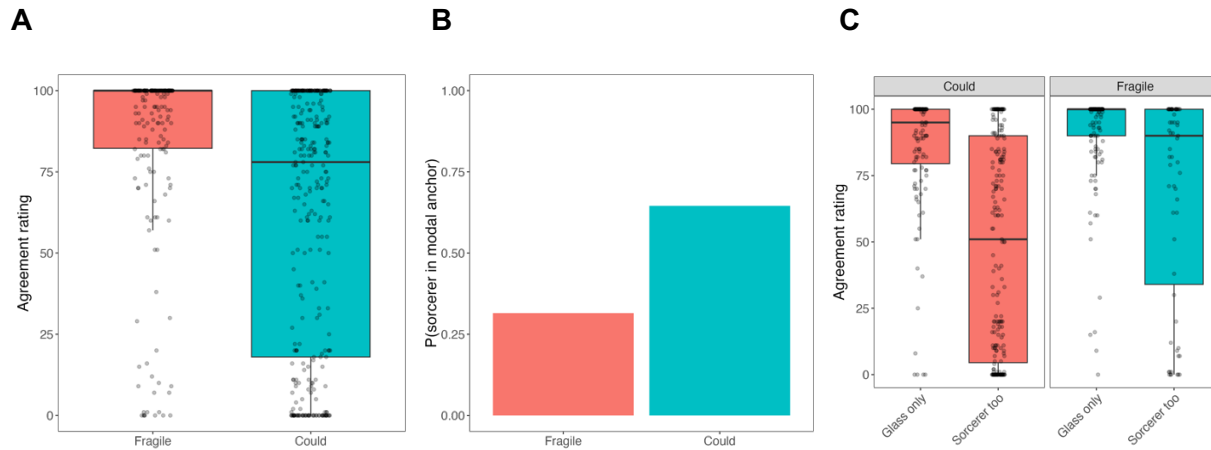 A
Agreement rating
100
75
50
25
0
Fragile
Could
B
P(sorcerer in modal anchor)
1.00
0.75
0.50
0.25
0.00
Fragile
Could
C
Agreement rating
Could
Fragile
100
75
50
25
0
Glass only
Sorcerer too
Glass only
Sorcerer too